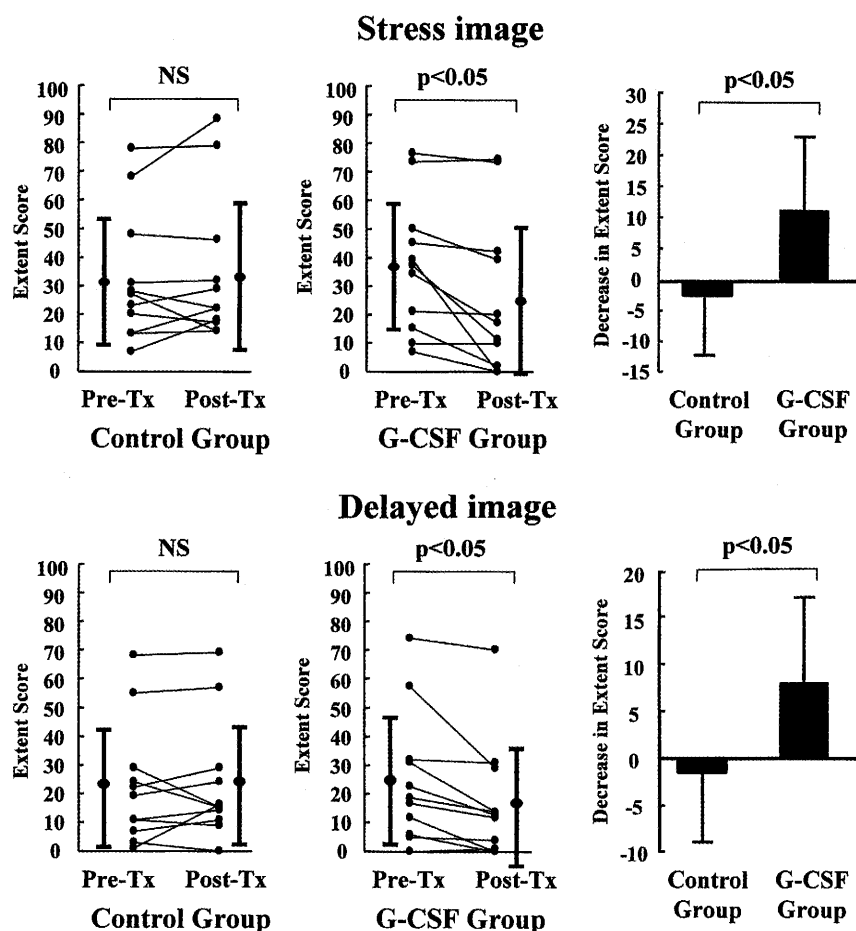 Stress image
NS
Extent Score
100
90
80
70
60
50
40
30
20
10
0
Pre-Tx Post-Tx
Control Group
p<0.05
Extent Score
100
90
80
70
60
50
40
30
20
10
0
Pre-Tx Post-Tx
G-CSF Group
p<0.05
Decrease in Extent Score
30
25
20
15
10
5
0
-5
-10
-15
Control G-CSF
Group Group
Delayed image
NS
Extent Score
100
90
80
70
60
50
40
30
20
10
0
Pre-Tx Post-Tx
Control Group
p<0.05
Extent Score
100
90
80
70
60
50
40
30
20
10
0
Pre-Tx Post-Tx
G-CSF Group
p<0.05
Decrease in Extent Score
20
15
10
5
0
-5
-10
Control G-CSF
Group Group